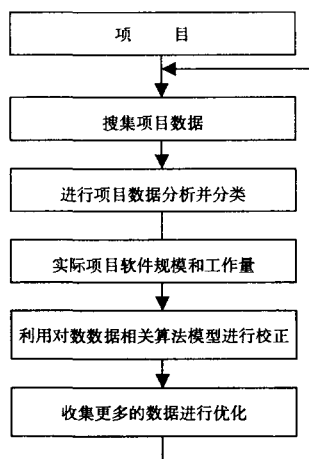 项 目
搜集项目数据
进行项目数据分析并分类
实际项目软件规模和工作量
利用对数数据相关算法模型进行校正
收集更多的数据进行优化